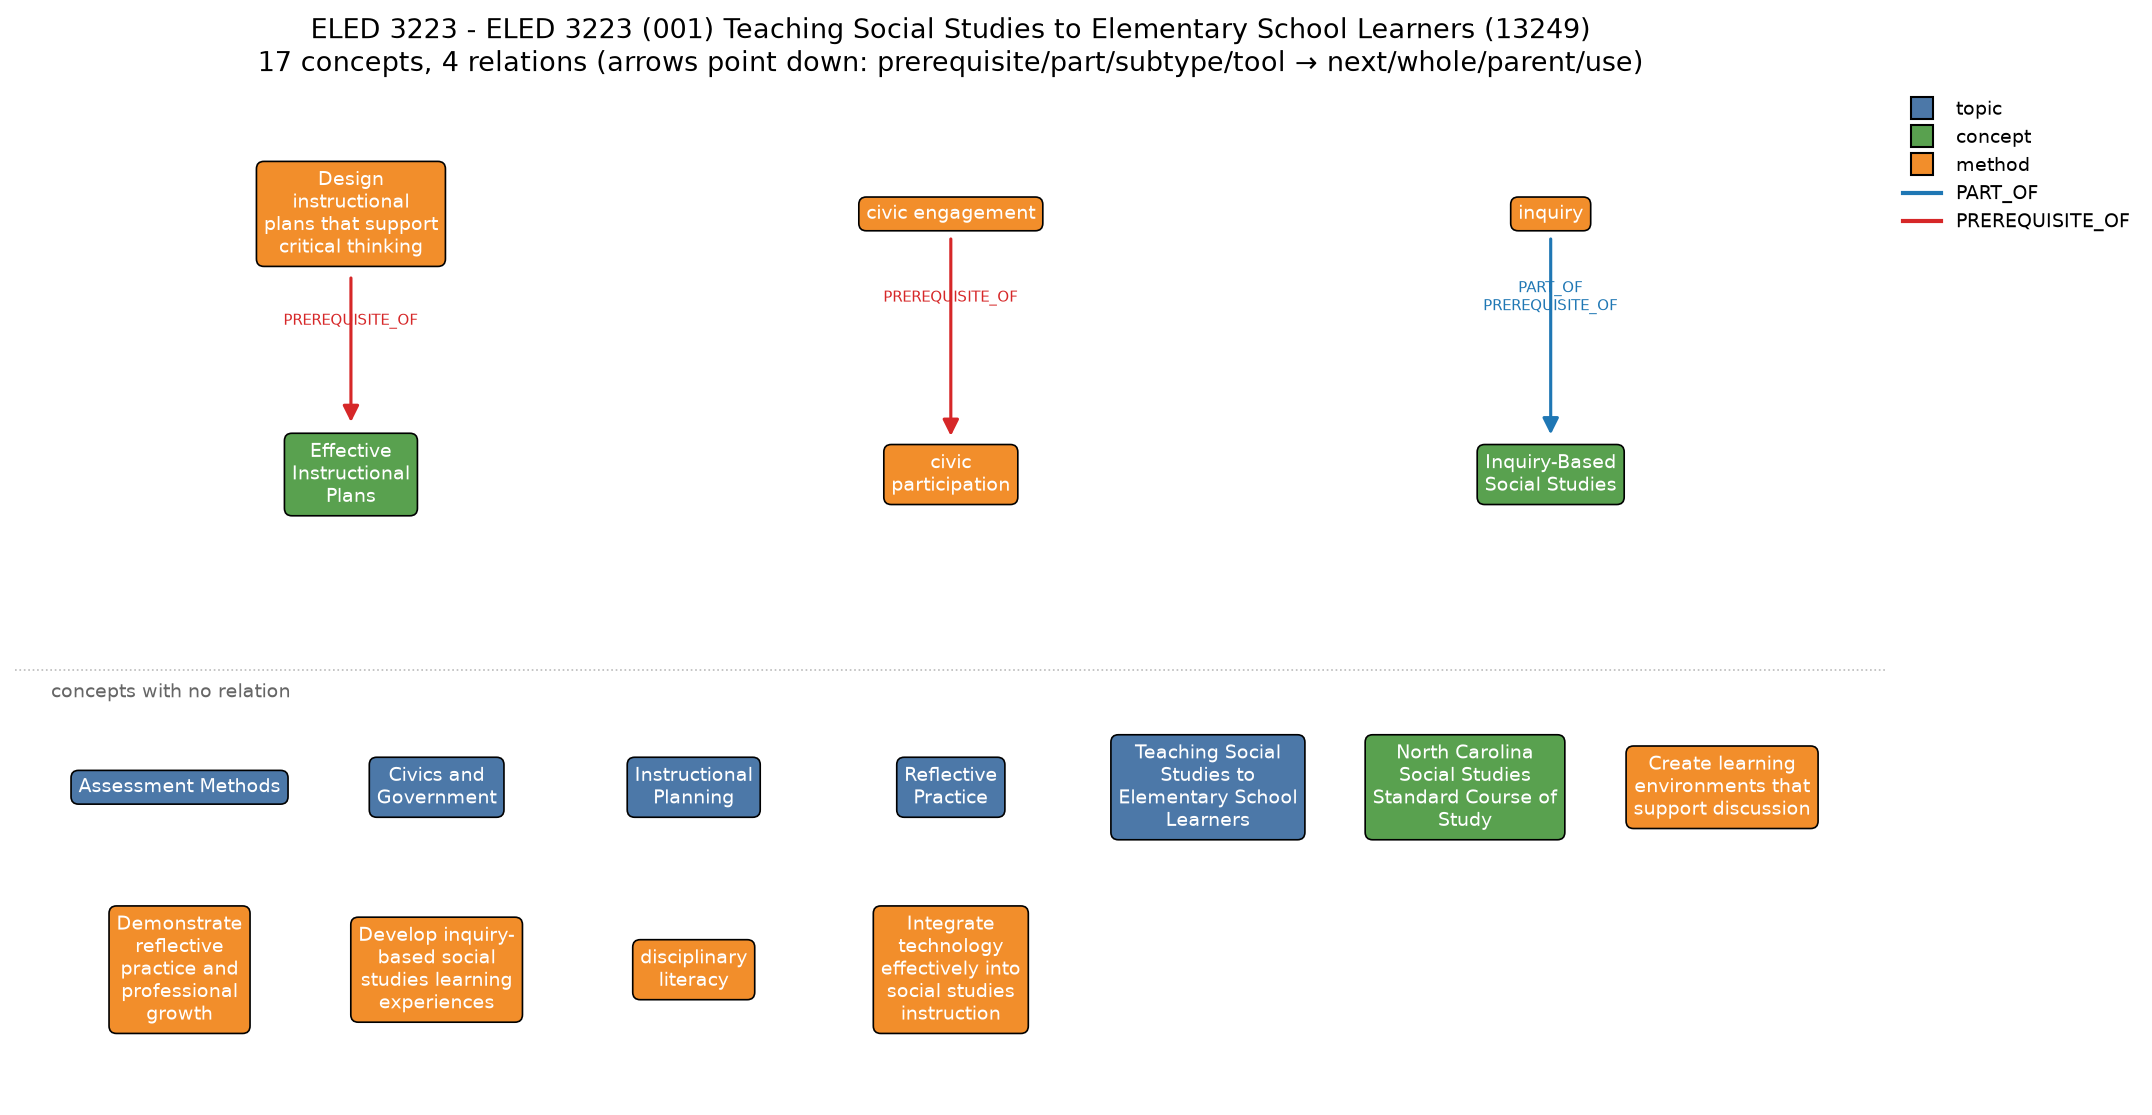 ELED 3223 - ELED 3223 (001) Teaching Social Studies to Elementary School Learners (13249)
17 concepts, 4 relations (arrows point down: prerequisite/part/subtype/tool → next/whole/parent/use)
topic
concept
method
PART_OF
PREREQUISITE_OF
Design
instructional
plans that support
critical thinking
civic engagement
inquiry
PREREQUISITE_OF
PREREQUISITE_OF
PART_OF
PREREQUISITE_OF
Effective
Instructional
Plans
civic
participation
Inquiry-Based
Social Studies
concepts with no relation
Assessment Methods
Civics and
Government
Instructional
Planning
Reflective
Practice
Teaching Social
Studies to
Elementary School
Learners
North Carolina
Social Studies
Standard Course of
Study
Create learning
environments that
support discussion
Demonstrate
reflective
practice and
professional
growth
Develop inquiry-
based social
studies learning
experiences
disciplinary
literacy
Integrate
technology
effectively into
social studies
instruction